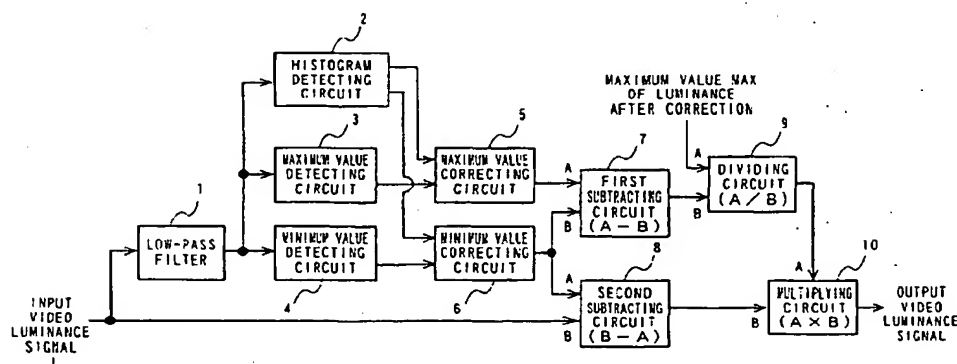 2
HISTOGRAM
DETECTING
CIRCUIT
MAXIMUM VALUE MAX
OF LUMINANCE
AFTER CORRECTION
3
MAXIMUM VALUE
DETECTING
CIRCUIT
5
MAXIMUM VALUE
CORRECTING
CIRCUIT
7
A
FIRST
SUBTRACTING
CIRCUIT
(A-B)
B
9
A
DIVIDING
CIRCUIT
(A/B)
B
1
LOW-PASS
FILTER
MINIMUM VALUE
DETECTING
CIRCUIT
4
MINIMUM VALUE
CORRECTING
CIRCUIT
6
8
A
SECOND
SUBTRACTING
CIRCUIT
(B-A)
B
10
A
MULTIPLYING
CIRCUIT
(A×B)
B
INPUT
VIDEO
LUMINANCE
SIGNAL
OUTPUT
VIDEO
LUMINANCE
SIGNAL